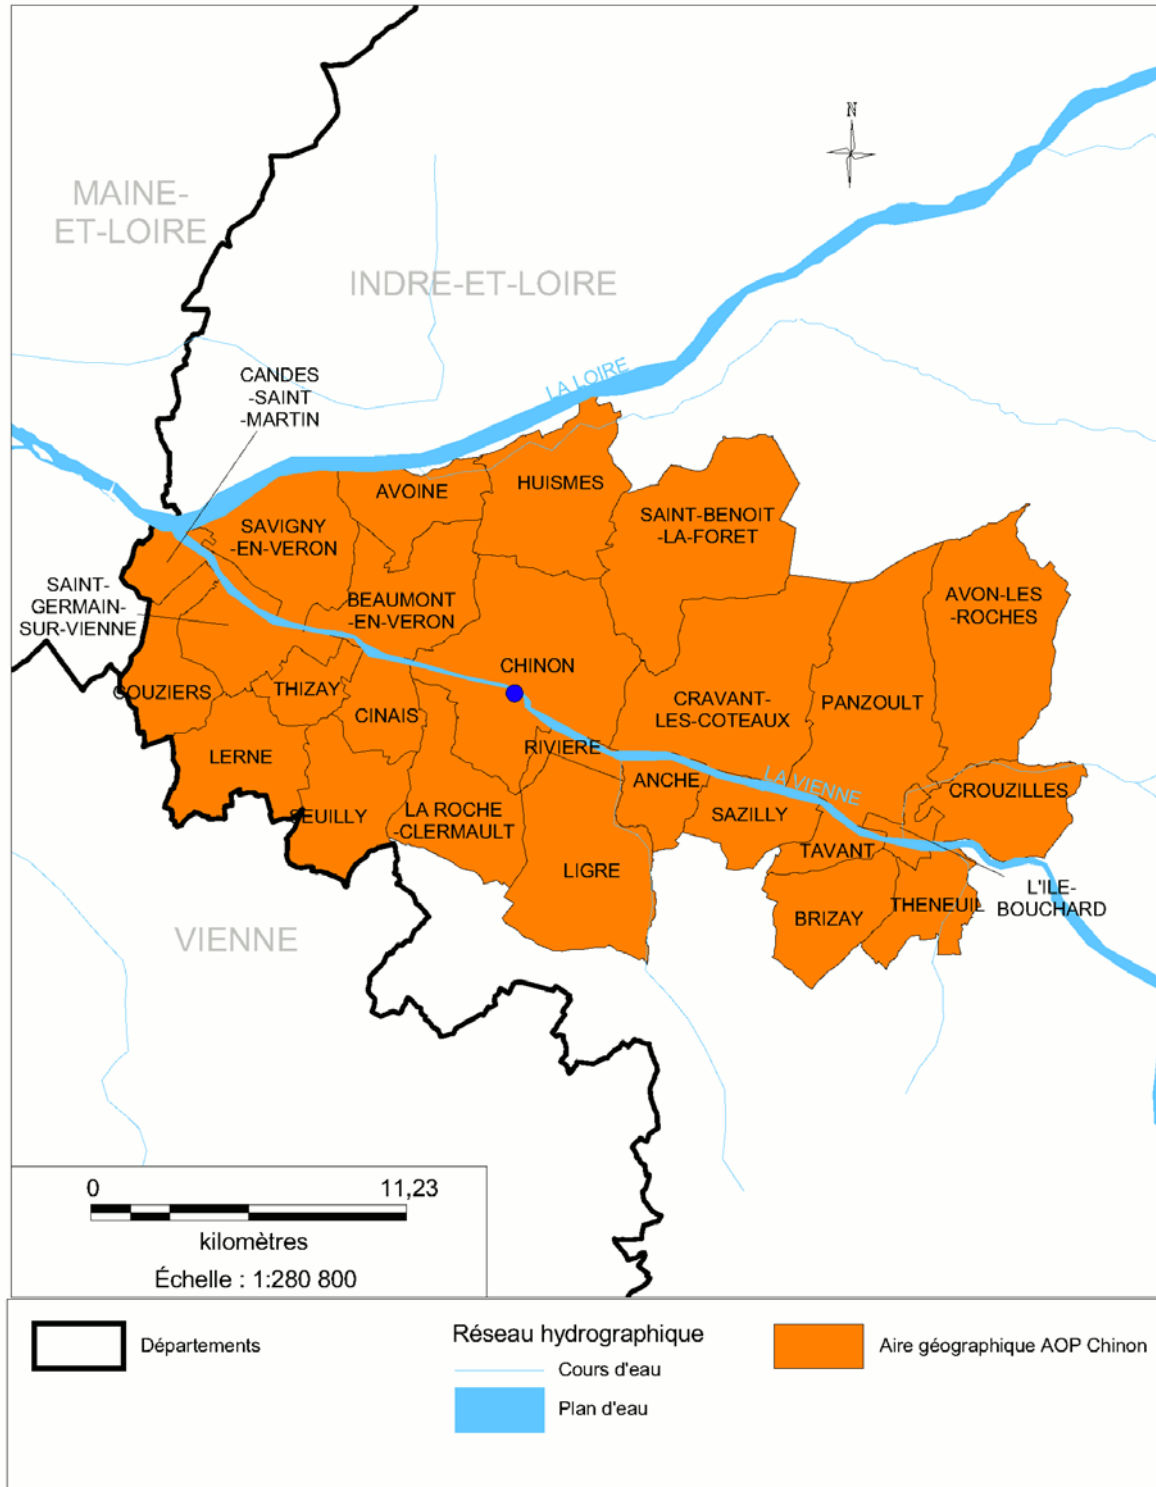 N
MAINE-
ET-LOIRE
INDRE-ET-LOIRE
LA LOIRE
CANDES
-SAINT
-MARTIN
AVOINE
HUISMES
SAVIGNY
-EN-VERON
SAINT-BENOIT
-LA-FORET
SAINT-
GERMAIN-
SUR-VIENNE
BEAUMONT
-EN-VERON
AVON-LES
-ROCHES
CHINON
COUZIERS
THIZAY
CINAIS
CRAVANT-
LES-COTEAUX
PANZOULT
RIVIERE
LERNE
ANCHE
LA VIENNE
CROUZILLES
SEUILLY
LA ROCHE
-CLERMAULT
SAZILLY
TAVANT
LIGRE
L'ILE-
BOUCHARD
BRIZAY
THENEUIL
VIENNE
0 11,23
kilomètres
Échelle : 1:280 800
Départements
Réseau hydrographique
Cours d'eau
Plan d'eau
Aire géographique AOP Chinon